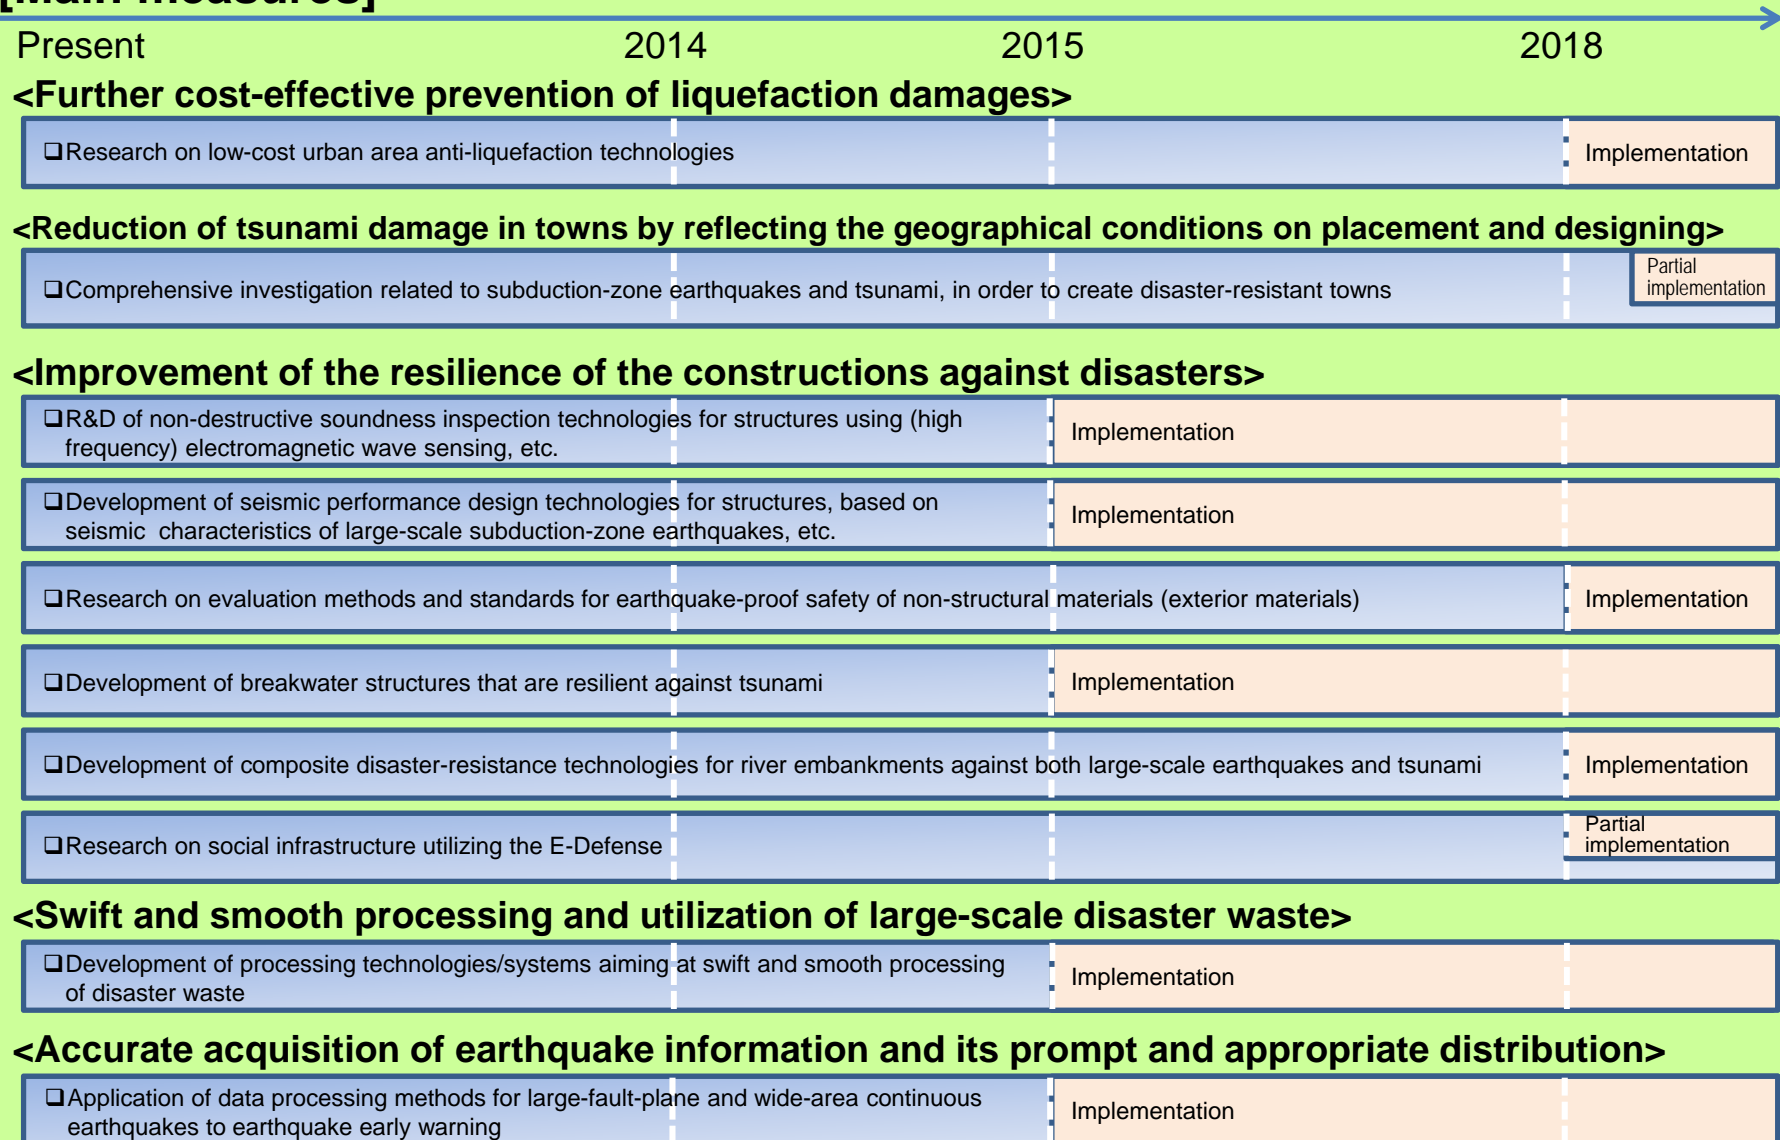 [Main measures]
Present 2014 2015 2018
<Further cost-effective prevention of liquefaction damages>
❑Research on low-cost urban area anti-liquefaction technologies Implementation
<Reduction of tsunami damage in towns by reflecting the geographical conditions on placement and designing>
Partial
implementation
❑Comprehensive investigation related to subduction-zone earthquakes and tsunami, in order to create disaster-resistant towns
<Improvement of the resilience of the constructions against disasters>
❑R&D of non-destructive soundness inspection technologies for structures using (high
frequency) electromagnetic wave sensing, etc.
Implementation
❑Development of seismic performance design technologies for structures, based on
seismic characteristics of large-scale subduction-zone earthquakes, etc.
Implementation
❑Research on evaluation methods and standards for earthquake-proof safety of non-structural materials (exterior materials) Implementation
❑Development of breakwater structures that are resilient against tsunami Implementation
❑Development of composite disaster-resistance technologies for river embankments against both large-scale earthquakes and tsunami Implementation
❑Research on social infrastructure utilizing the E-Defense
Partial
implementation
<Swift and smooth processing and utilization of large-scale disaster waste>
❑Development of processing technologies/systems aiming at swift and smooth processing
of disaster waste
Implementation
<Accurate acquisition of earthquake information and its prompt and appropriate distribution>
❑Application of data processing methods for large-fault-plane and wide-area continuous
earthquakes to earthquake early warning
Implementation